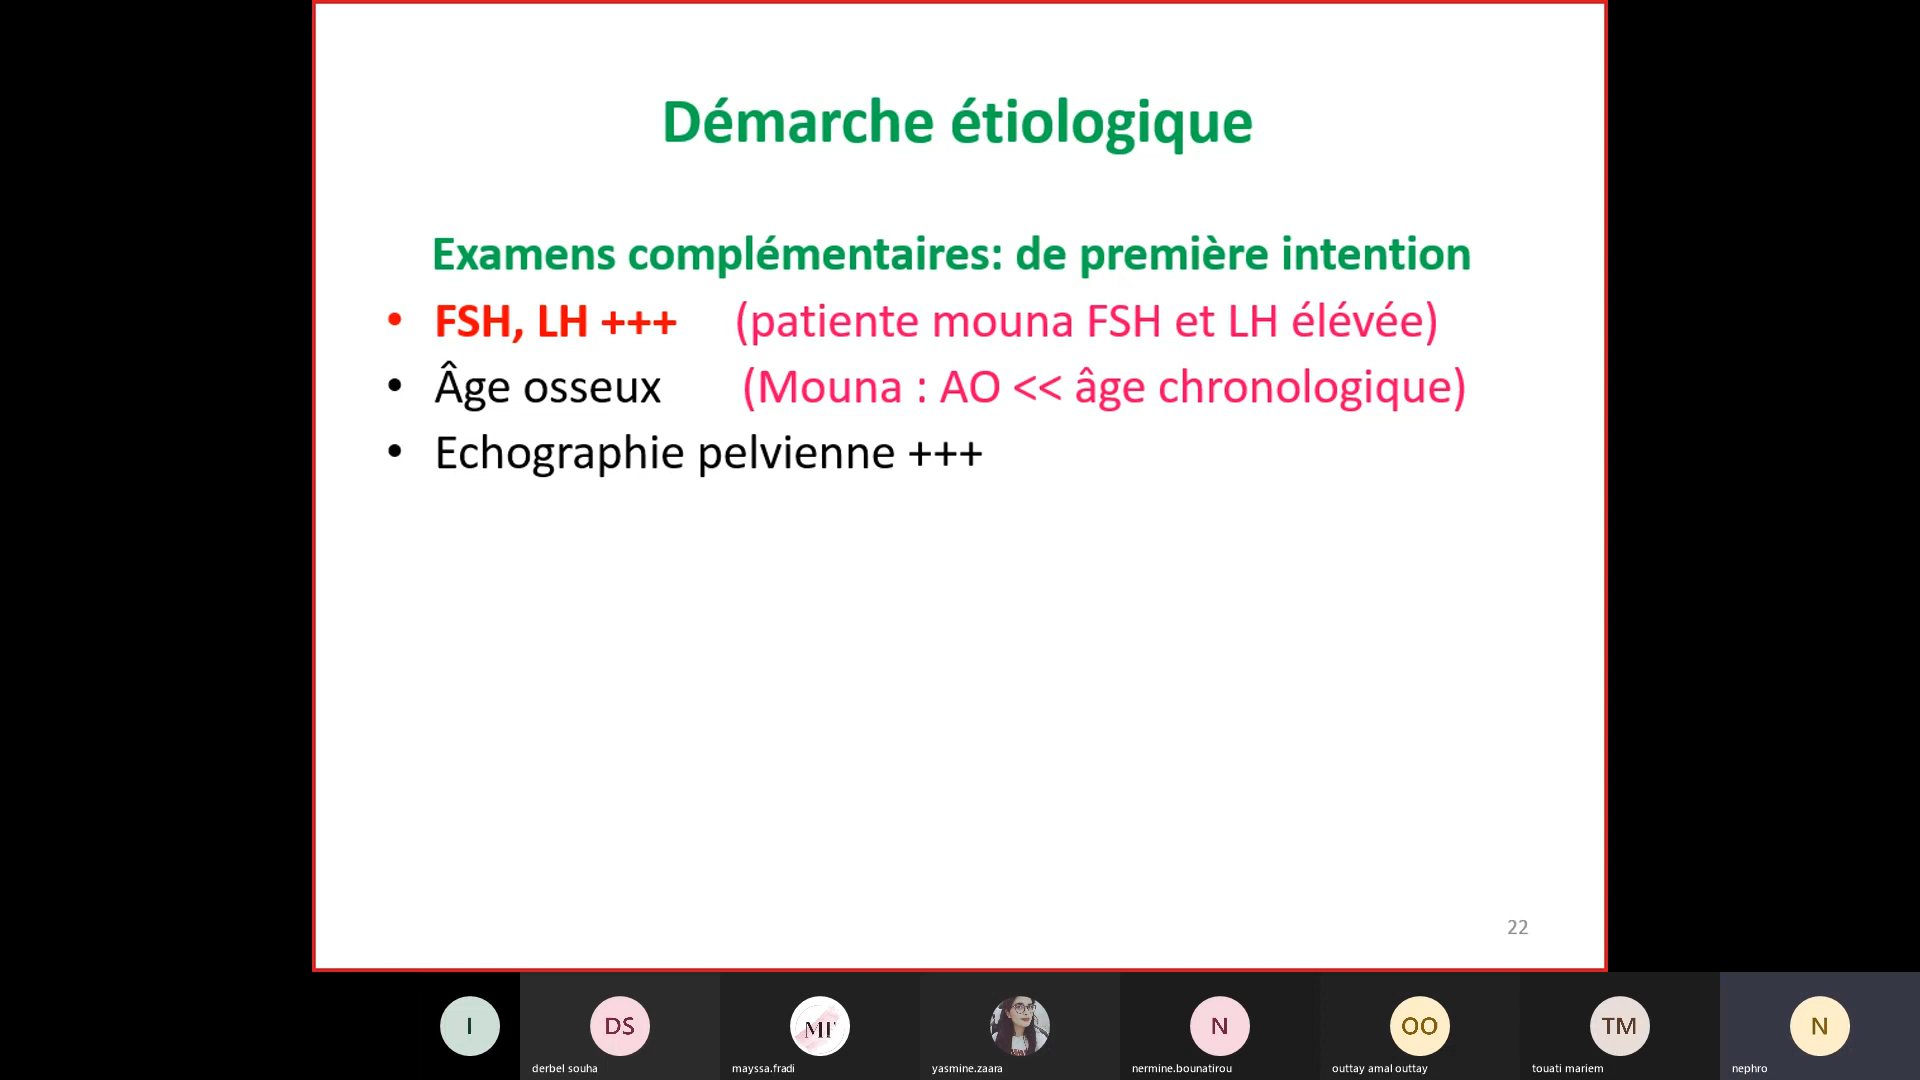 Démarche étiologique
Examens complémentaires: de première intention
• FSH, LH +++ (patiente mouna FSH et LH élévée)
• Âge osseux (Mouna : AO << âge chronologique)
• Echographie pelvienne +++
22
I
DS
MF
N
OO
TM
N
derbel souha
mayssa.fradi
yasmine.zaara
nermine.bounatirou
outtay amal outtay
touati mariem
nephro